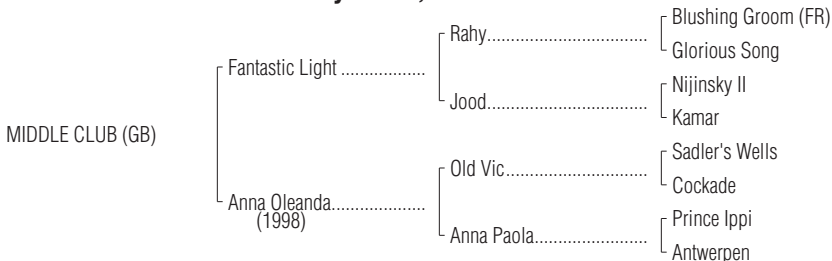 Blushing Groom (FR)
Rahy
Glorious Song
Fantastic Light
Nijinsky II
Jood
Kamar
MIDDLE CLUB (GB)
Sadler's Wells
Old Vic
Cockade
Anna Oleanda
(1998)
Prince Ippi
Anna Paola
Antwerpen